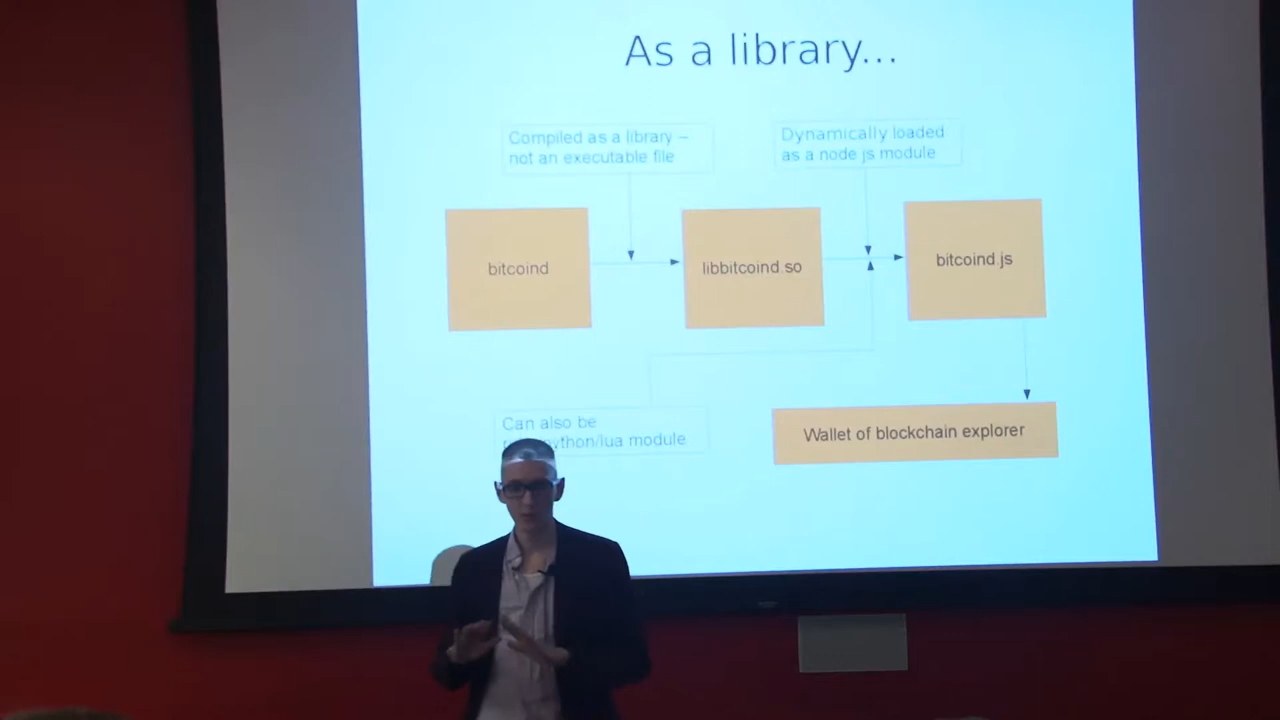 As a library...
Compiled as a library –
not an executable file
Dynamically loaded
as a node js module
bitcoind
libbitcoind.so
bitcoind.js
Can also be
python/lua module
Wallet of blockchain explorer